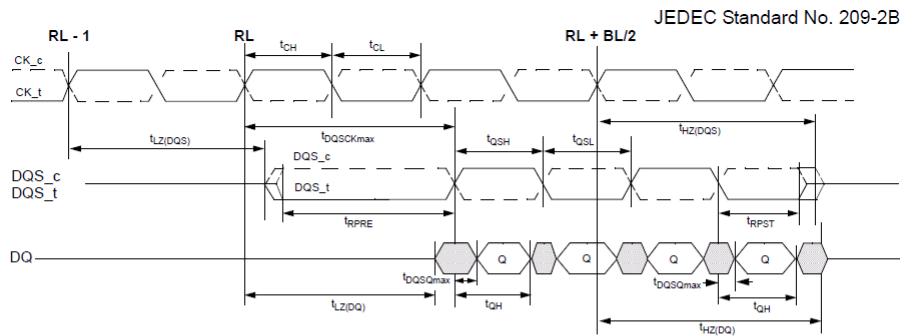 JEDEC Standard No. 209-2B
RL - 1 RL RL + BL/2
tCH tCL
CK_c
CK_t
tLZ(DQS) tDQSCKmax tHZ(DQS)
tQSH tQSL
DQS_c
DQS_c
DQS_t
DQS_t
tRPRE tRPST
DQ Q Q Q Q
tDQSQmax tDQSQmax
tQH tQH
tLZ(DQ) tHZ(DQ)